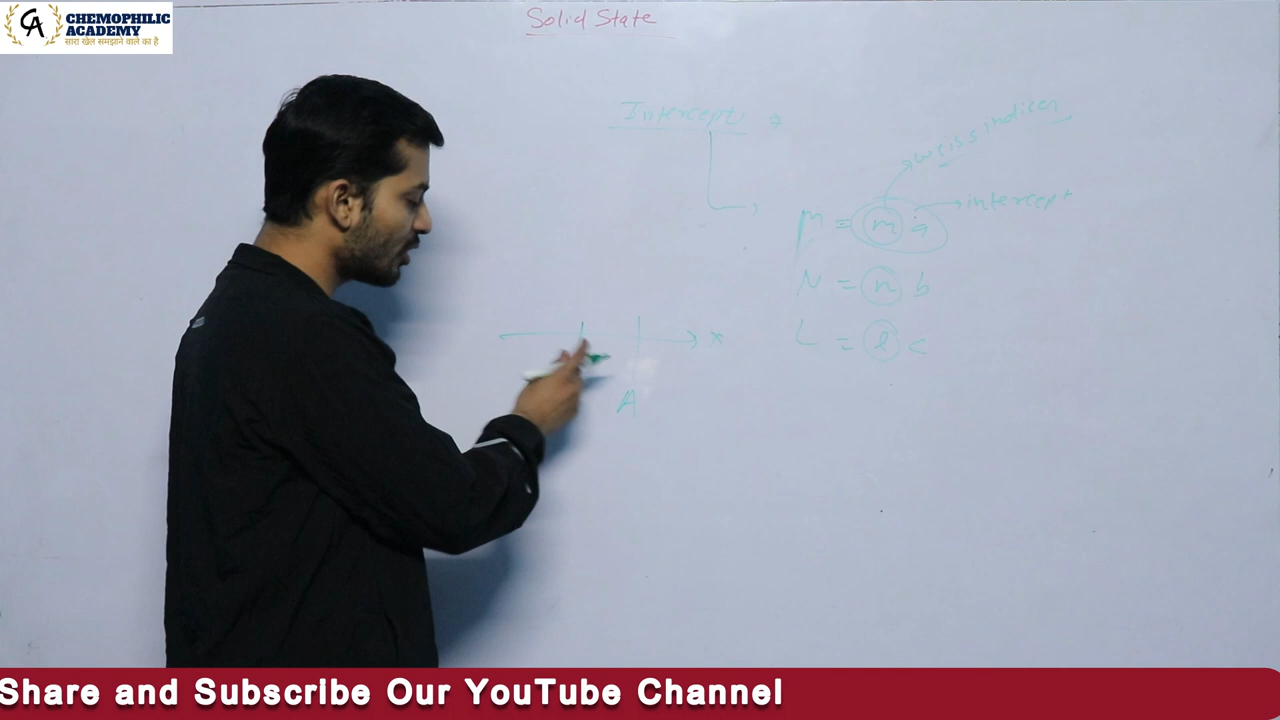 CA CHEMOPHILIC
ACADEMY
सारा खेल समझाने वाले का है
Solid State
Intercept
weiss indices
M = m a → intercept
N = n b
L = l c
x
A
Share and Subscribe Our YouTube Channel